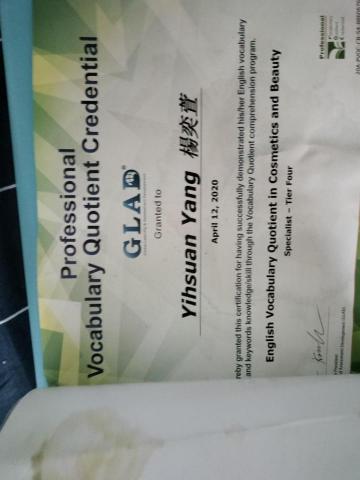 Professional
Vocabulary Quotient Credential
GLAD
Granted to
Yihsuan Yang 楊奕萱
April 12, 2020
reby granted this certification for having successfully demonstrated his/her English vocabulary
and keywords knowledge/skill through the Vocabulary Quotient comprehension program.
English Vocabulary Quotient in Cosmetics and Beauty
Specialist – Tier Four
Professional